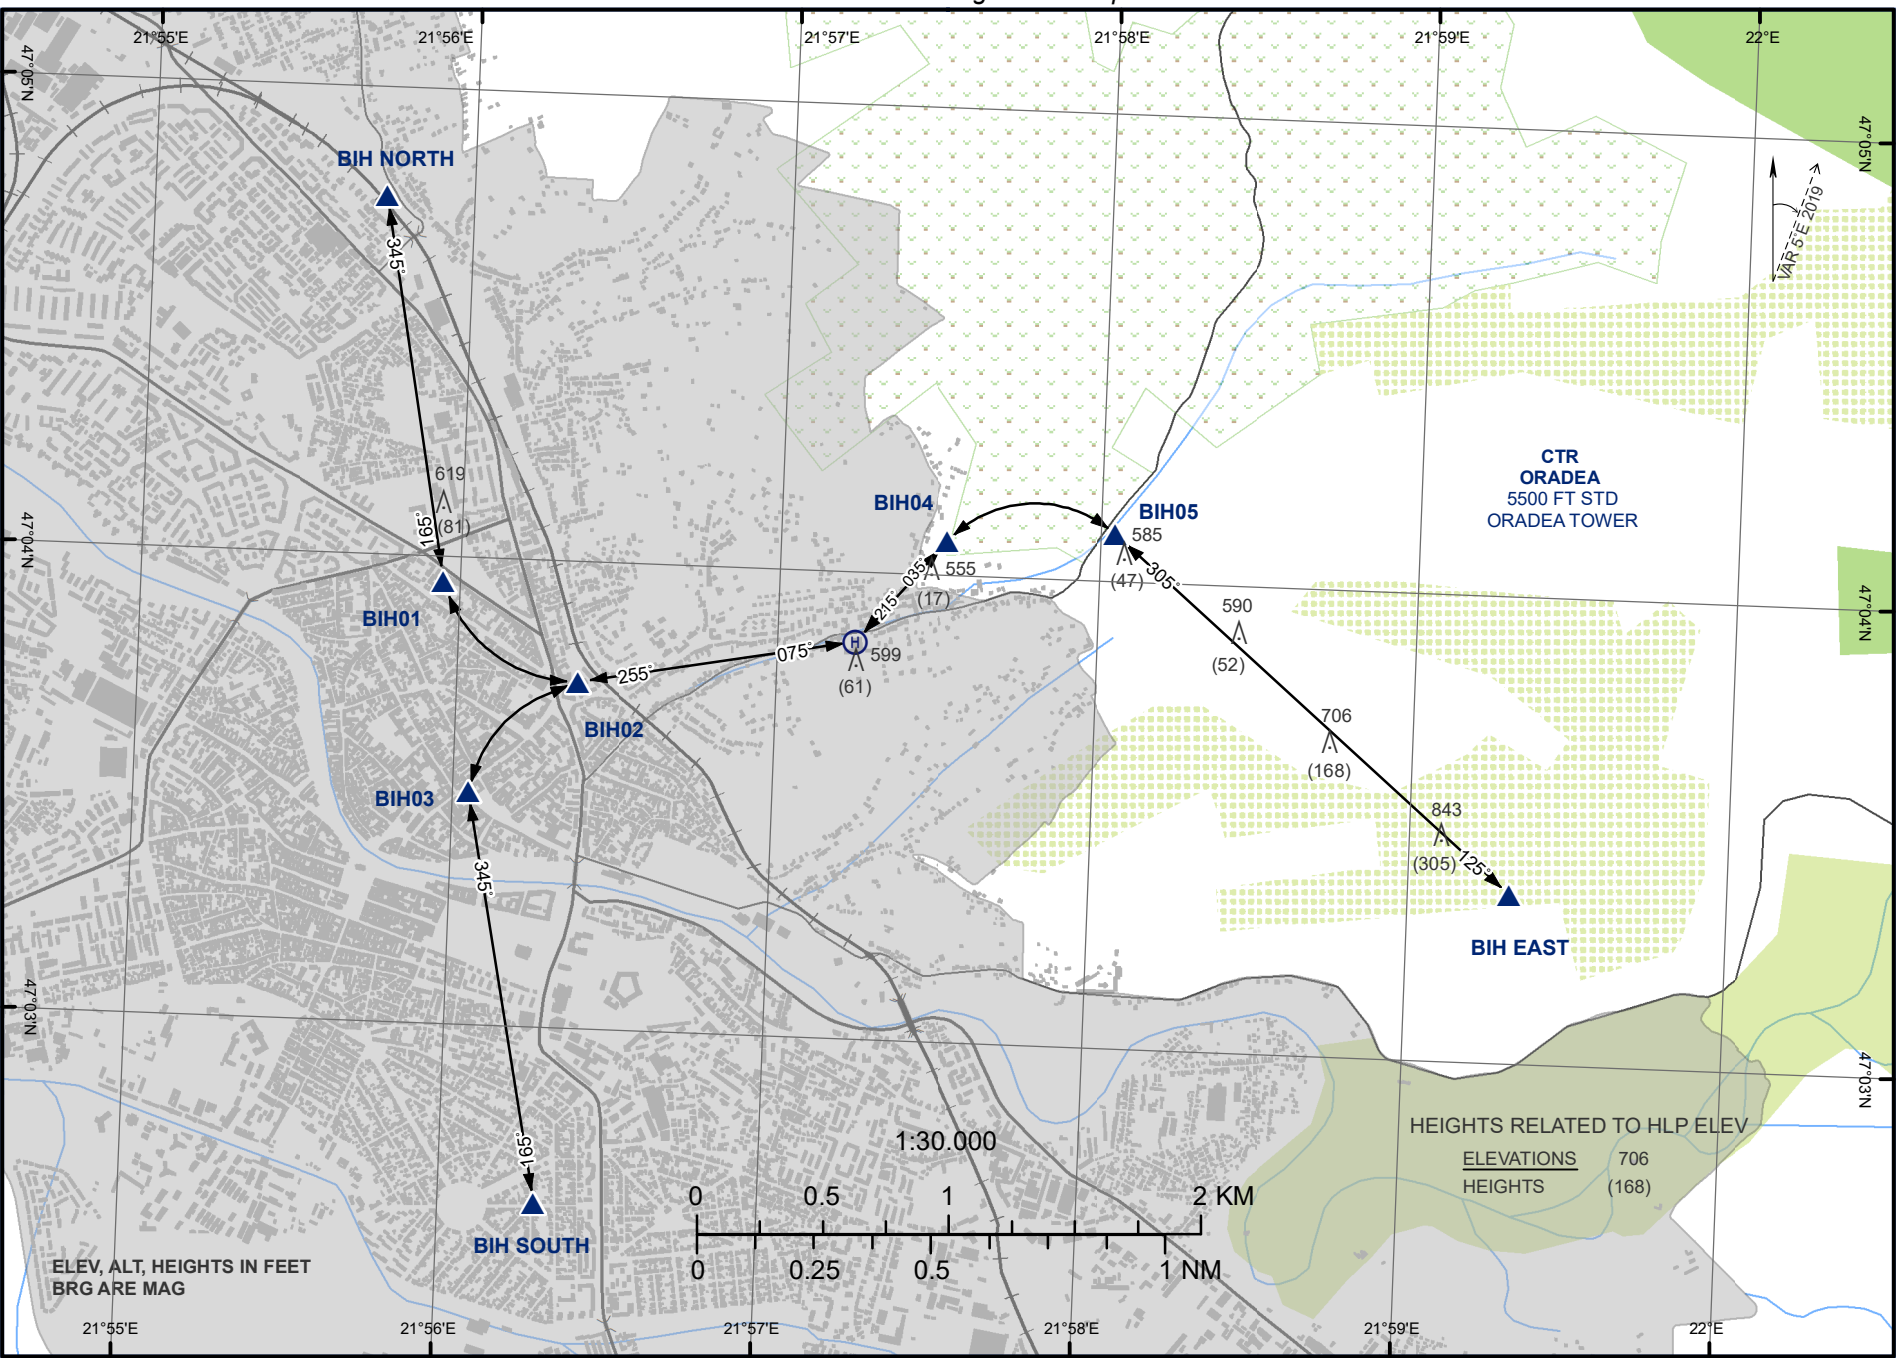 21°55'E
21°56'E
21°57'E
21°58'E
21°59'E
22°E
47°05'N
47°05'N
BIH NORTH
345°
VAR 5°E 2019
619
(81)
165°
BIH01
CTR
ORADEA
5500 FT STD
ORADEA TOWER
BIH04
BIH05
585
(47)
305°
555
(17)
035°
215°
47°04'N
47°04'N
590
(52)
H
599
(61)
075°
255°
BIH02
706
(168)
BIH03
843
(305)
125°
345°
BIH EAST
47°03'N
47°03'N
165°
BIH SOUTH
1:30.000
0 0.5 1 2 KM
0 0.25 0.5 1 NM
HEIGHTS RELATED TO HLP ELEV
ELEVATIONS 706
HEIGHTS (168)
ELEV, ALT, HEIGHTS IN FEET
BRG ARE MAG
21°55'E
21°56'E
21°57'E
21°58'E
21°59'E
22°E